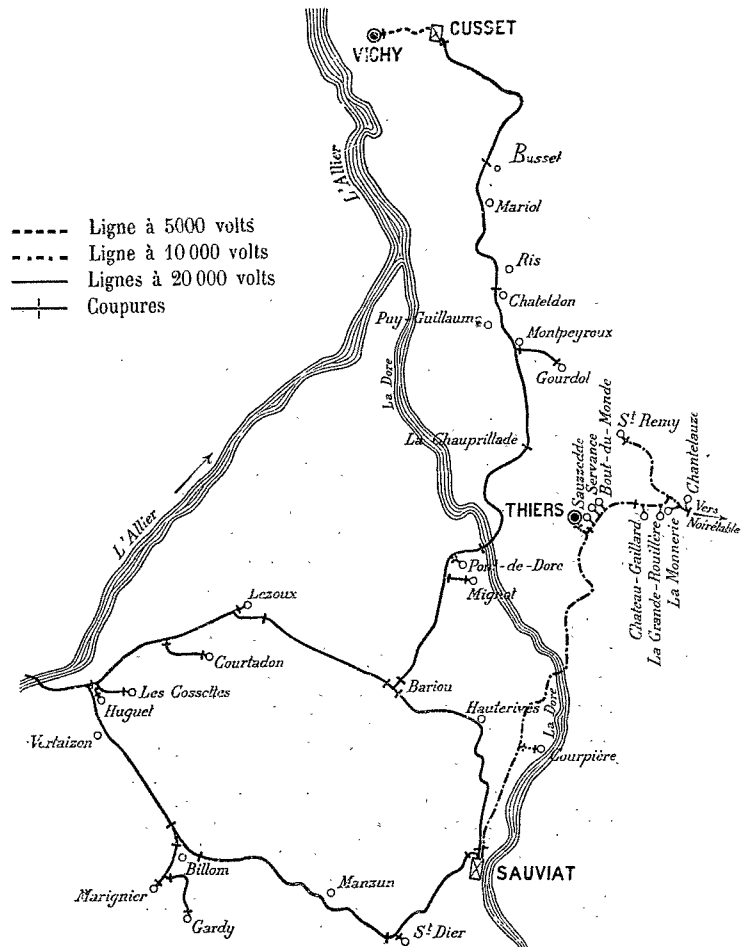 CUSSET
VICHY
L'Allier
Busset
Mariol
Ligne à 5000 volts
Ligne à 10 000 volts
Lignes à 20 000 volts
Coupures
Ris
Chateldon
Puy-Guillaume
Montpeyroux
Gourdol
La Dore
La Chauprillade
St Remy
Chantelauze
Bout-du-Monde
Servance
Sauzedde
THIERS
Vers
Noirétable
Chateau-Gaillard
La Grande-Rouillère
La Monnerie
L'Allier
Pont-de-Dore
Mignot
Lezoux
Courtadon
Les Gosselles
Huguet
Bariou
Hauterives
La Dore
Vertaizon
Courpière
Billom
SAUVIAT
Marignier
Manzun
Gardy
St Dier